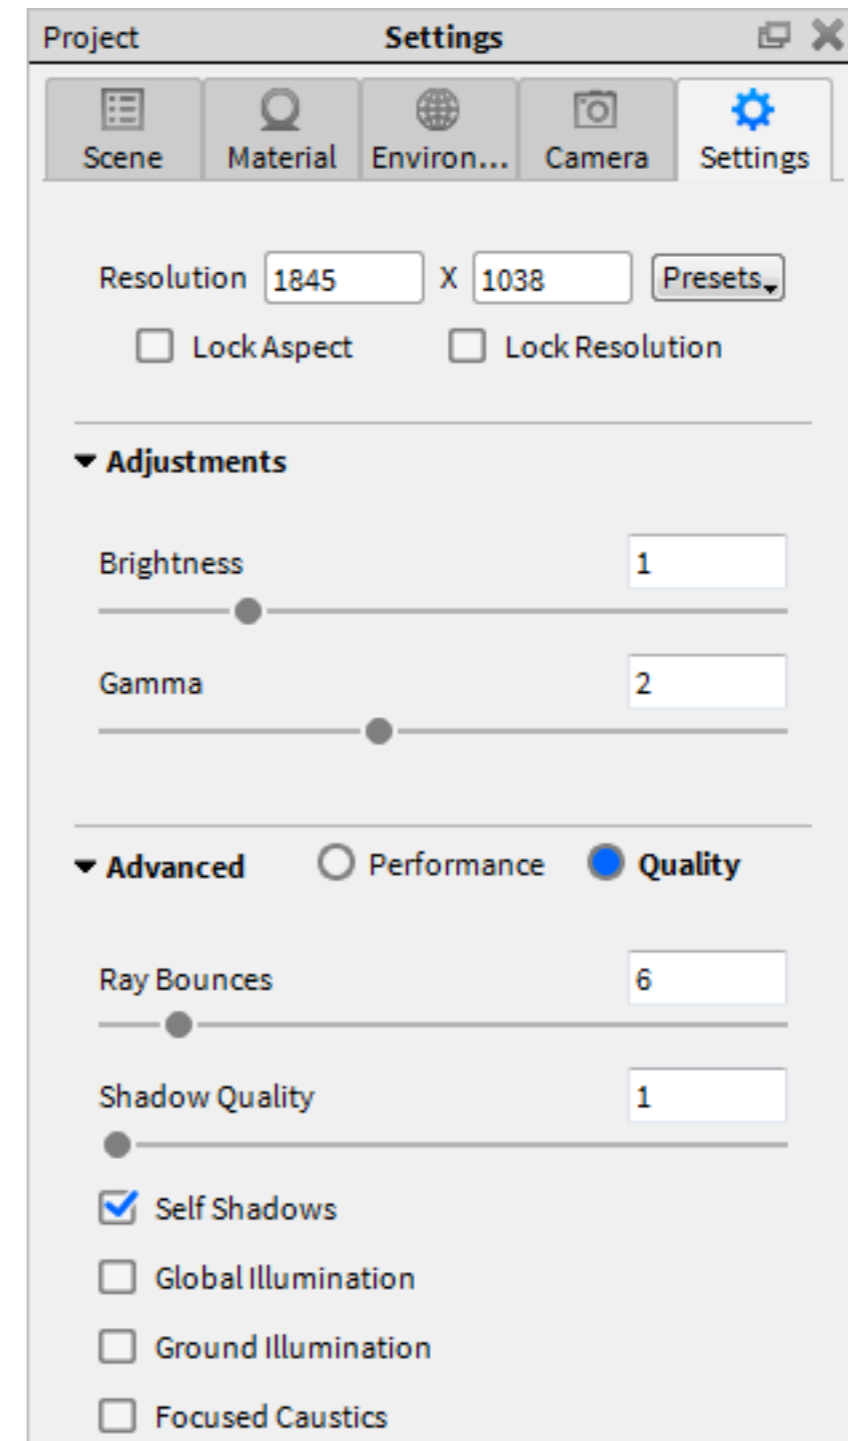 Project Settings
Scene Material Environ... Camera Settings
Resolution 1845 X 1038 Presets
Lock Aspect Lock Resolution
Adjustments
Brightness 1
Gamma 2
Advanced Performance Quality
Ray Bounces 6
Shadow Quality 1
Self Shadows
Global Illumination
Ground Illumination
Focused Caustics